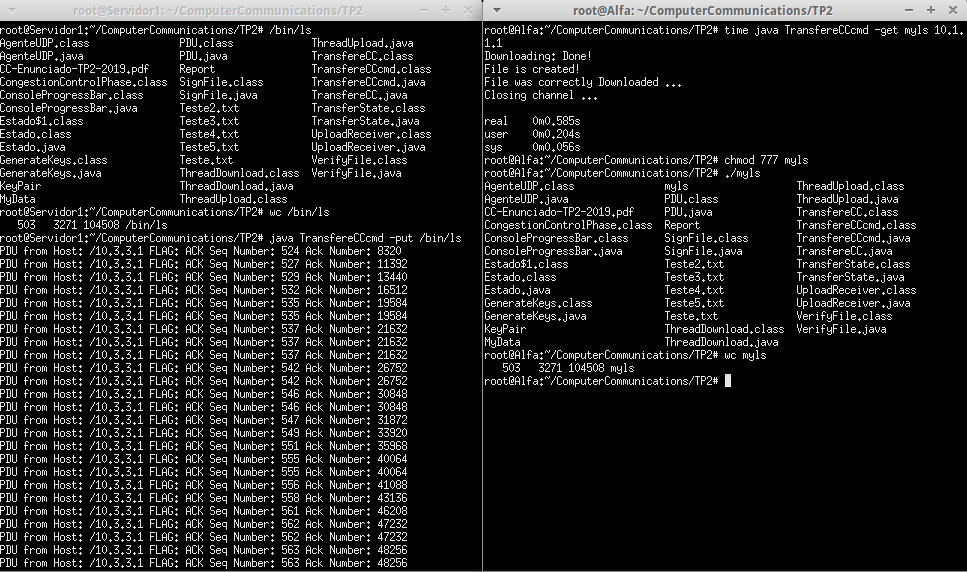 root@Servidor1: ~/ComputerCommunications/TP2
root@Servidor1:~/ComputerCommunications/TP2# /bin/ls
AgenteUDP.class PDU.class ThreadUpload.java
AgenteUDP.java PDU.java TransfereCC.class
CC-Enunciado-TP2-2019.pdf Report TransfereCCcmd.class
CongestionControlPhase.class SignFile.class TransfereCCcmd.java
ConsoleProgressBar.class SignFile.java TransfereCC.java
ConsoleProgressBar.java Teste2.txt TransferState.class
Estado$1.class Teste3.txt TransferState.java
Estado.class Teste4.txt UploadReceiver.class
Estado.java Teste5.txt UploadReceiver.java
GenerateKeys.class Teste.txt VerifyFile.class
GenerateKeys.java ThreadDownload.class VerifyFile.java
KeyPair ThreadDownload.java
MyData ThreadUpload.class
root@Servidor1:~/ComputerCommunications/TP2# wc /bin/ls
503 3271 104508 /bin/ls
root@Servidor1:~/ComputerCommunications/TP2# java TransfereCCcmd -put /bin/ls
PDU from Host: /10.3.3.1 FLAG: ACK Seq Number: 524 Ack Number: 8320
PDU from Host: /10.3.3.1 FLAG: ACK Seq Number: 527 Ack Number: 11392
PDU from Host: /10.3.3.1 FLAG: ACK Seq Number: 529 Ack Number: 13440
PDU from Host: /10.3.3.1 FLAG: ACK Seq Number: 532 Ack Number: 16512
PDU from Host: /10.3.3.1 FLAG: ACK Seq Number: 535 Ack Number: 19584
PDU from Host: /10.3.3.1 FLAG: ACK Seq Number: 535 Ack Number: 19584
PDU from Host: /10.3.3.1 FLAG: ACK Seq Number: 537 Ack Number: 21632
PDU from Host: /10.3.3.1 FLAG: ACK Seq Number: 537 Ack Number: 21632
PDU from Host: /10.3.3.1 FLAG: ACK Seq Number: 537 Ack Number: 21632
PDU from Host: /10.3.3.1 FLAG: ACK Seq Number: 542 Ack Number: 26752
PDU from Host: /10.3.3.1 FLAG: ACK Seq Number: 542 Ack Number: 26752
PDU from Host: /10.3.3.1 FLAG: ACK Seq Number: 546 Ack Number: 30848
PDU from Host: /10.3.3.1 FLAG: ACK Seq Number: 546 Ack Number: 30848
PDU from Host: /10.3.3.1 FLAG: ACK Seq Number: 547 Ack Number: 31872
PDU from Host: /10.3.3.1 FLAG: ACK Seq Number: 549 Ack Number: 33920
PDU from Host: /10.3.3.1 FLAG: ACK Seq Number: 551 Ack Number: 35968
PDU from Host: /10.3.3.1 FLAG: ACK Seq Number: 555 Ack Number: 40064
PDU from Host: /10.3.3.1 FLAG: ACK Seq Number: 555 Ack Number: 40064
PDU from Host: /10.3.3.1 FLAG: ACK Seq Number: 556 Ack Number: 41088
PDU from Host: /10.3.3.1 FLAG: ACK Seq Number: 558 Ack Number: 43136
PDU from Host: /10.3.3.1 FLAG: ACK Seq Number: 561 Ack Number: 46208
PDU from Host: /10.3.3.1 FLAG: ACK Seq Number: 562 Ack Number: 47232
PDU from Host: /10.3.3.1 FLAG: ACK Seq Number: 562 Ack Number: 47232
PDU from Host: /10.3.3.1 FLAG: ACK Seq Number: 563 Ack Number: 48256
PDU from Host: /10.3.3.1 FLAG: ACK Seq Number: 563 Ack Number: 48256
root@Alfa: ~/ComputerCommunications/TP2
root@Alfa:~/ComputerCommunications/TP2# time java TransfereCCcmd -get myls 10.1.
1.1
Downloading: Done!
File is created!
File was correctly Downloaded ...
Closing channel ...
real 0m0.585s
user 0m0.204s
sys 0m0.056s
root@Alfa:~/ComputerCommunications/TP2# chmod 777 myls
root@Alfa:~/ComputerCommunications/TP2# ./myls
AgenteUDP.class myls ThreadUpload.class
AgenteUDP.java PDU.class ThreadUpload.java
CC-Enunciado-TP2-2019.pdf PDU.java TransfereCC.class
CongestionControlPhase.class Report TransfereCCcmd.class
ConsoleProgressBar.class SignFile.class TransfereCCcmd.java
ConsoleProgressBar.java SignFile.java TransfereCC.java
Estado$1.class Teste2.txt TransferState.class
Estado.class Teste3.txt TransferState.java
Estado.java Teste4.txt UploadReceiver.class
GenerateKeys.class Teste5.txt UploadReceiver.java
GenerateKeys.java Teste.txt VerifyFile.class
KeyPair ThreadDownload.class VerifyFile.java
MyData ThreadDownload.java
root@Alfa:~/ComputerCommunications/TP2# wc myls
503 3271 104508 myls
root@Alfa:~/ComputerCommunications/TP2#